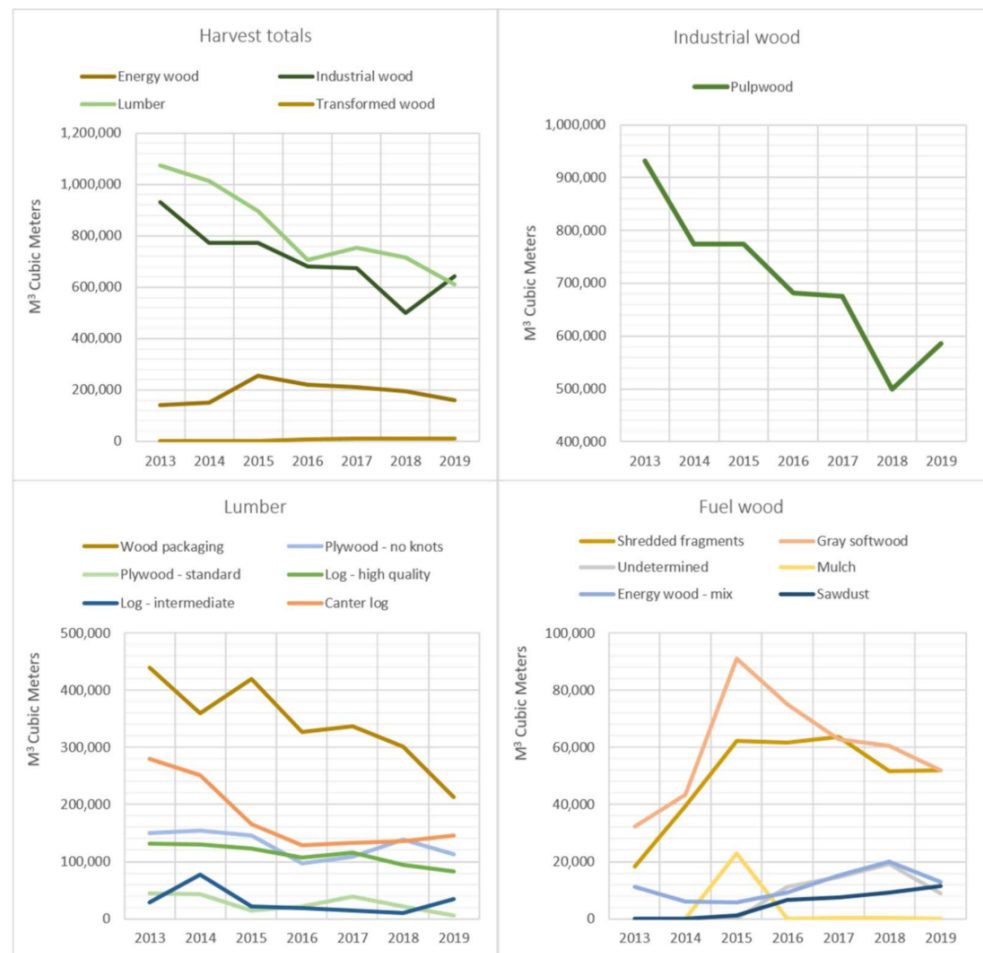 Harvest totals
Energy wood
Industrial wood
Lumber
Transformed wood
M³ Cubic Meters
1,200,000
1,000,000
800,000
600,000
400,000
200,000
0
2013 2014 2015 2016 2017 2018 2019
Industrial wood
Pulpwood
M³ Cubic Meters
1,000,000
900,000
800,000
700,000
600,000
500,000
400,000
2013 2014 2015 2016 2017 2018 2019
Lumber
Wood packaging
Plywood - no knots
Plywood - standard
Log - high quality
Log - intermediate
Canter log
M³ Cubic Meters
500,000
400,000
300,000
200,000
100,000
0
2013 2014 2015 2016 2017 2018 2019
Fuel wood
Shredded fragments
Gray softwood
Undetermined
Mulch
Energy wood - mix
Sawdust
M³ Cubic Meters
100,000
80,000
60,000
40,000
20,000
0
2013 2014 2015 2016 2017 2018 2019